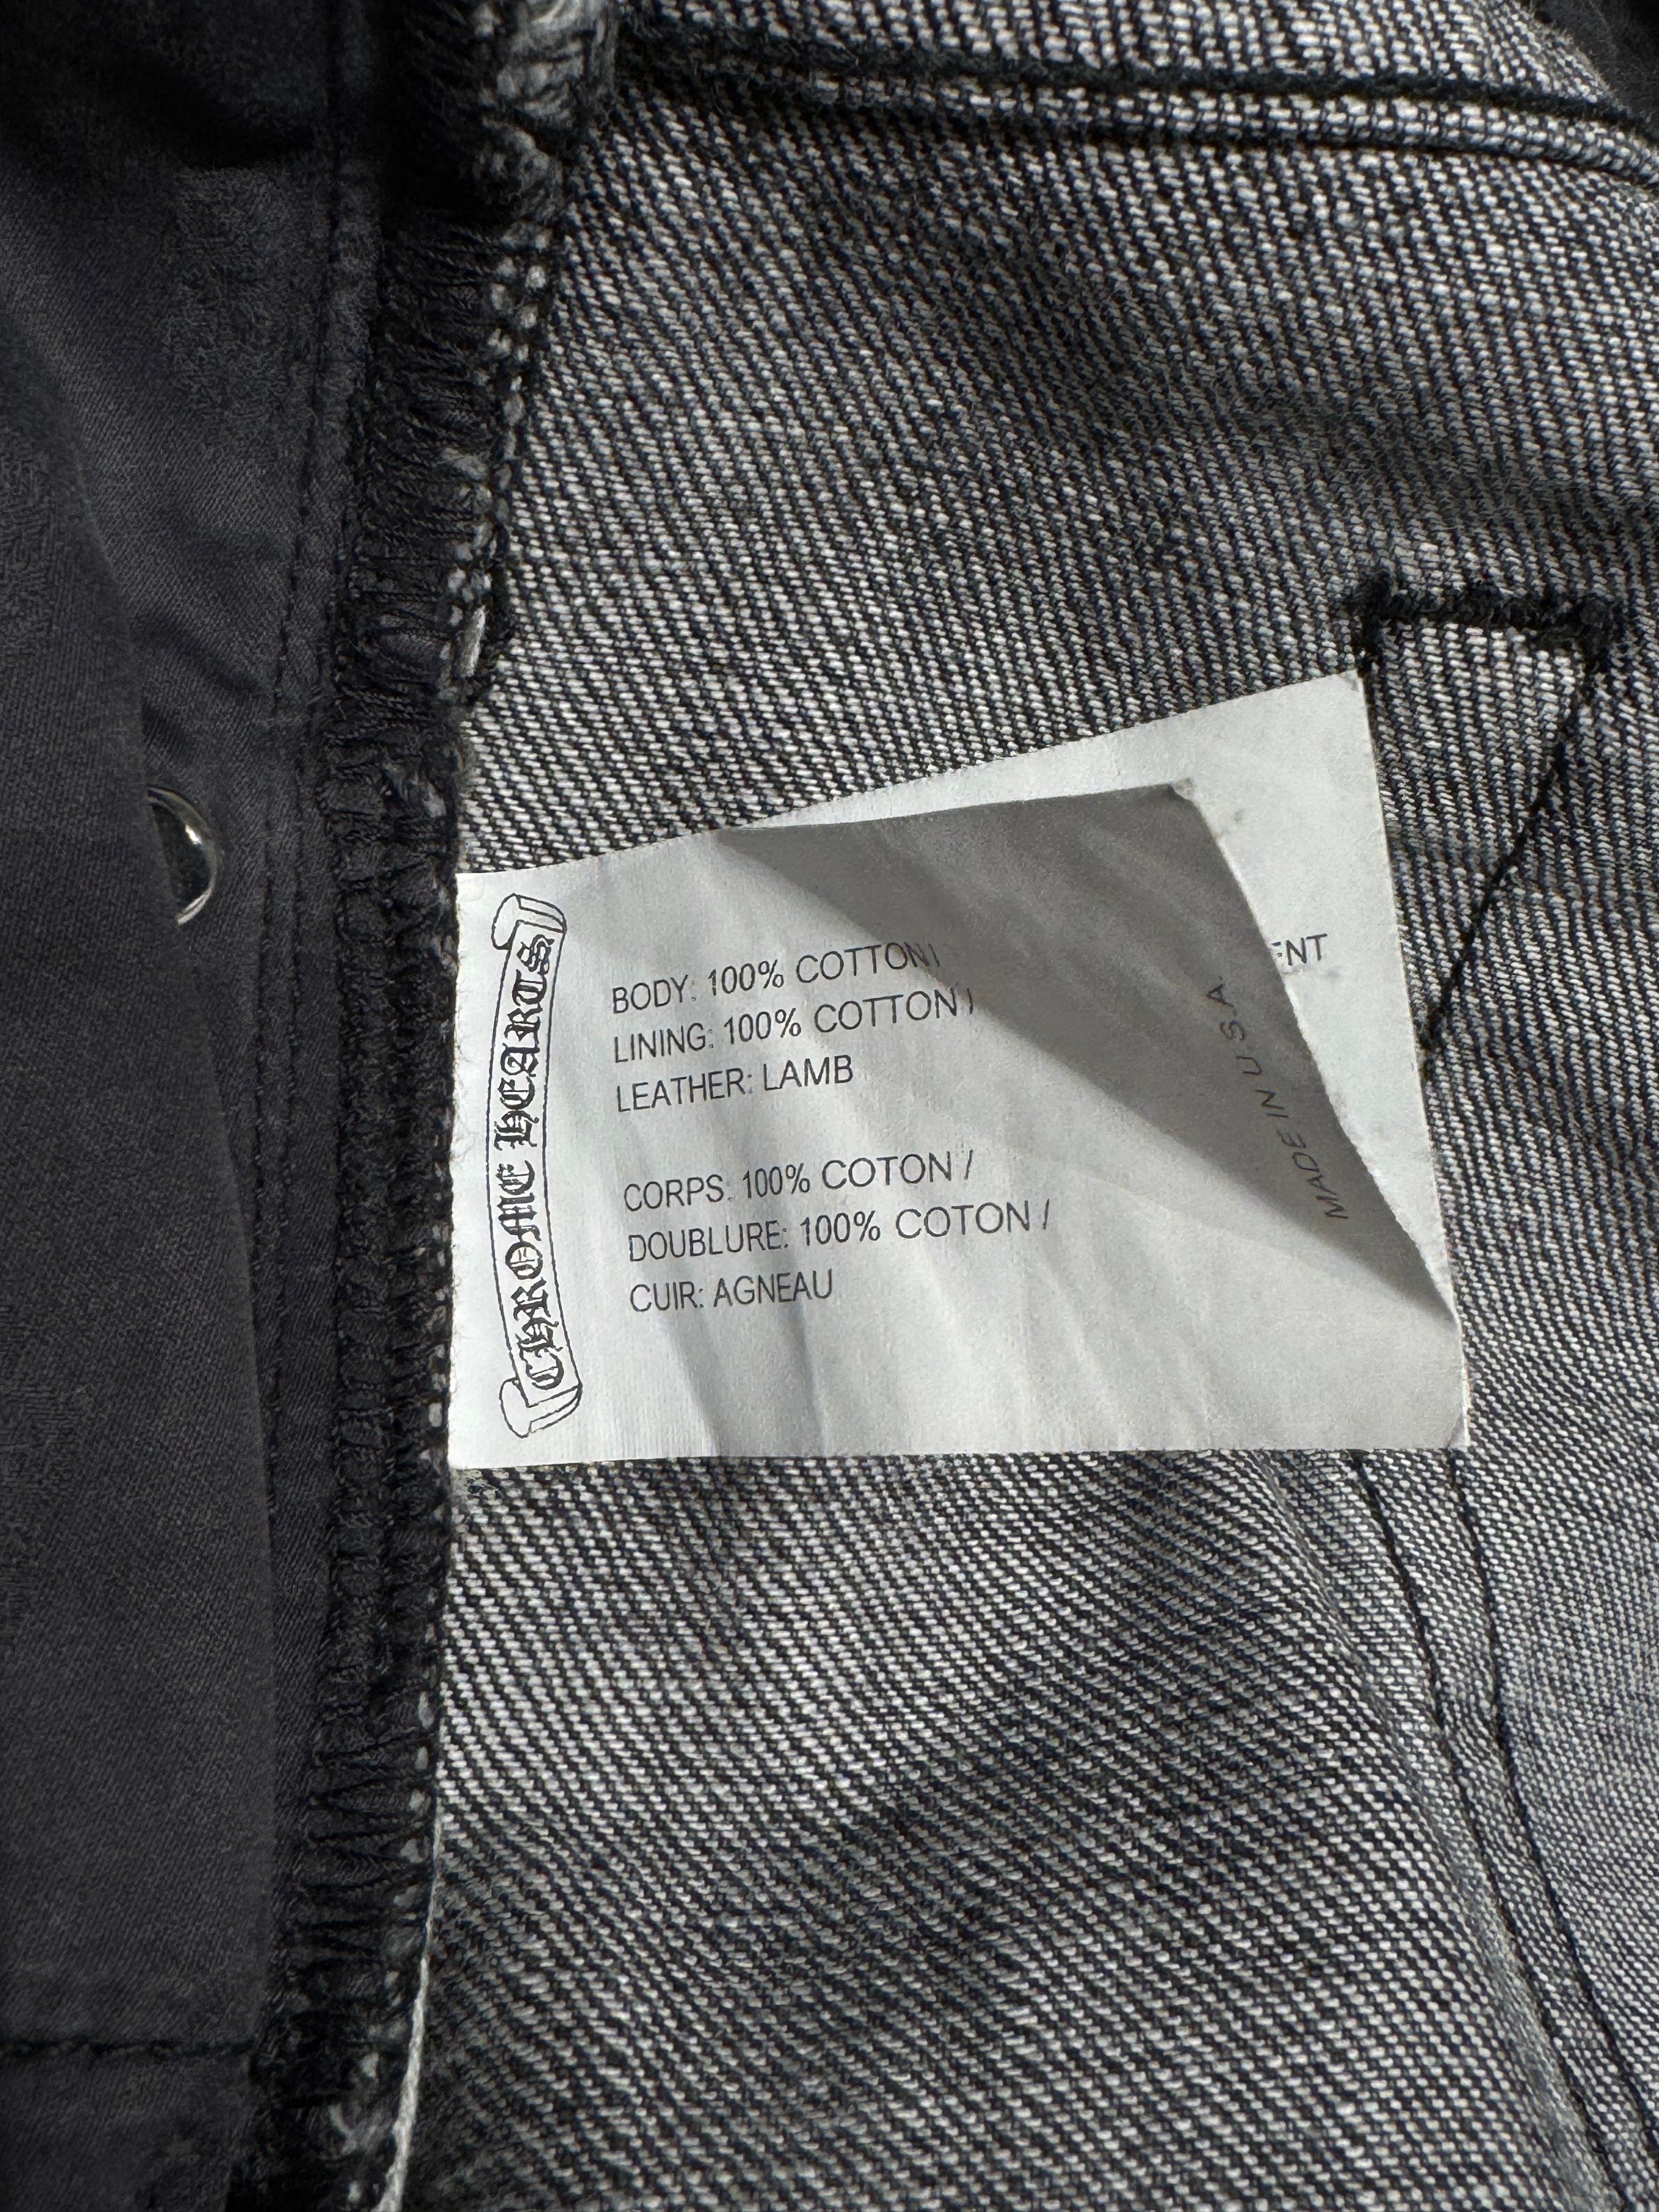 CHROME HEARTS
BODY: 100% COTTON /
LINING: 100% COTTON /
LEATHER: LAMB
CORPS: 100% COTON /
DOUBLURE: 100% COTON /
CUIR: AGNEAU
MADE IN U.S.A.